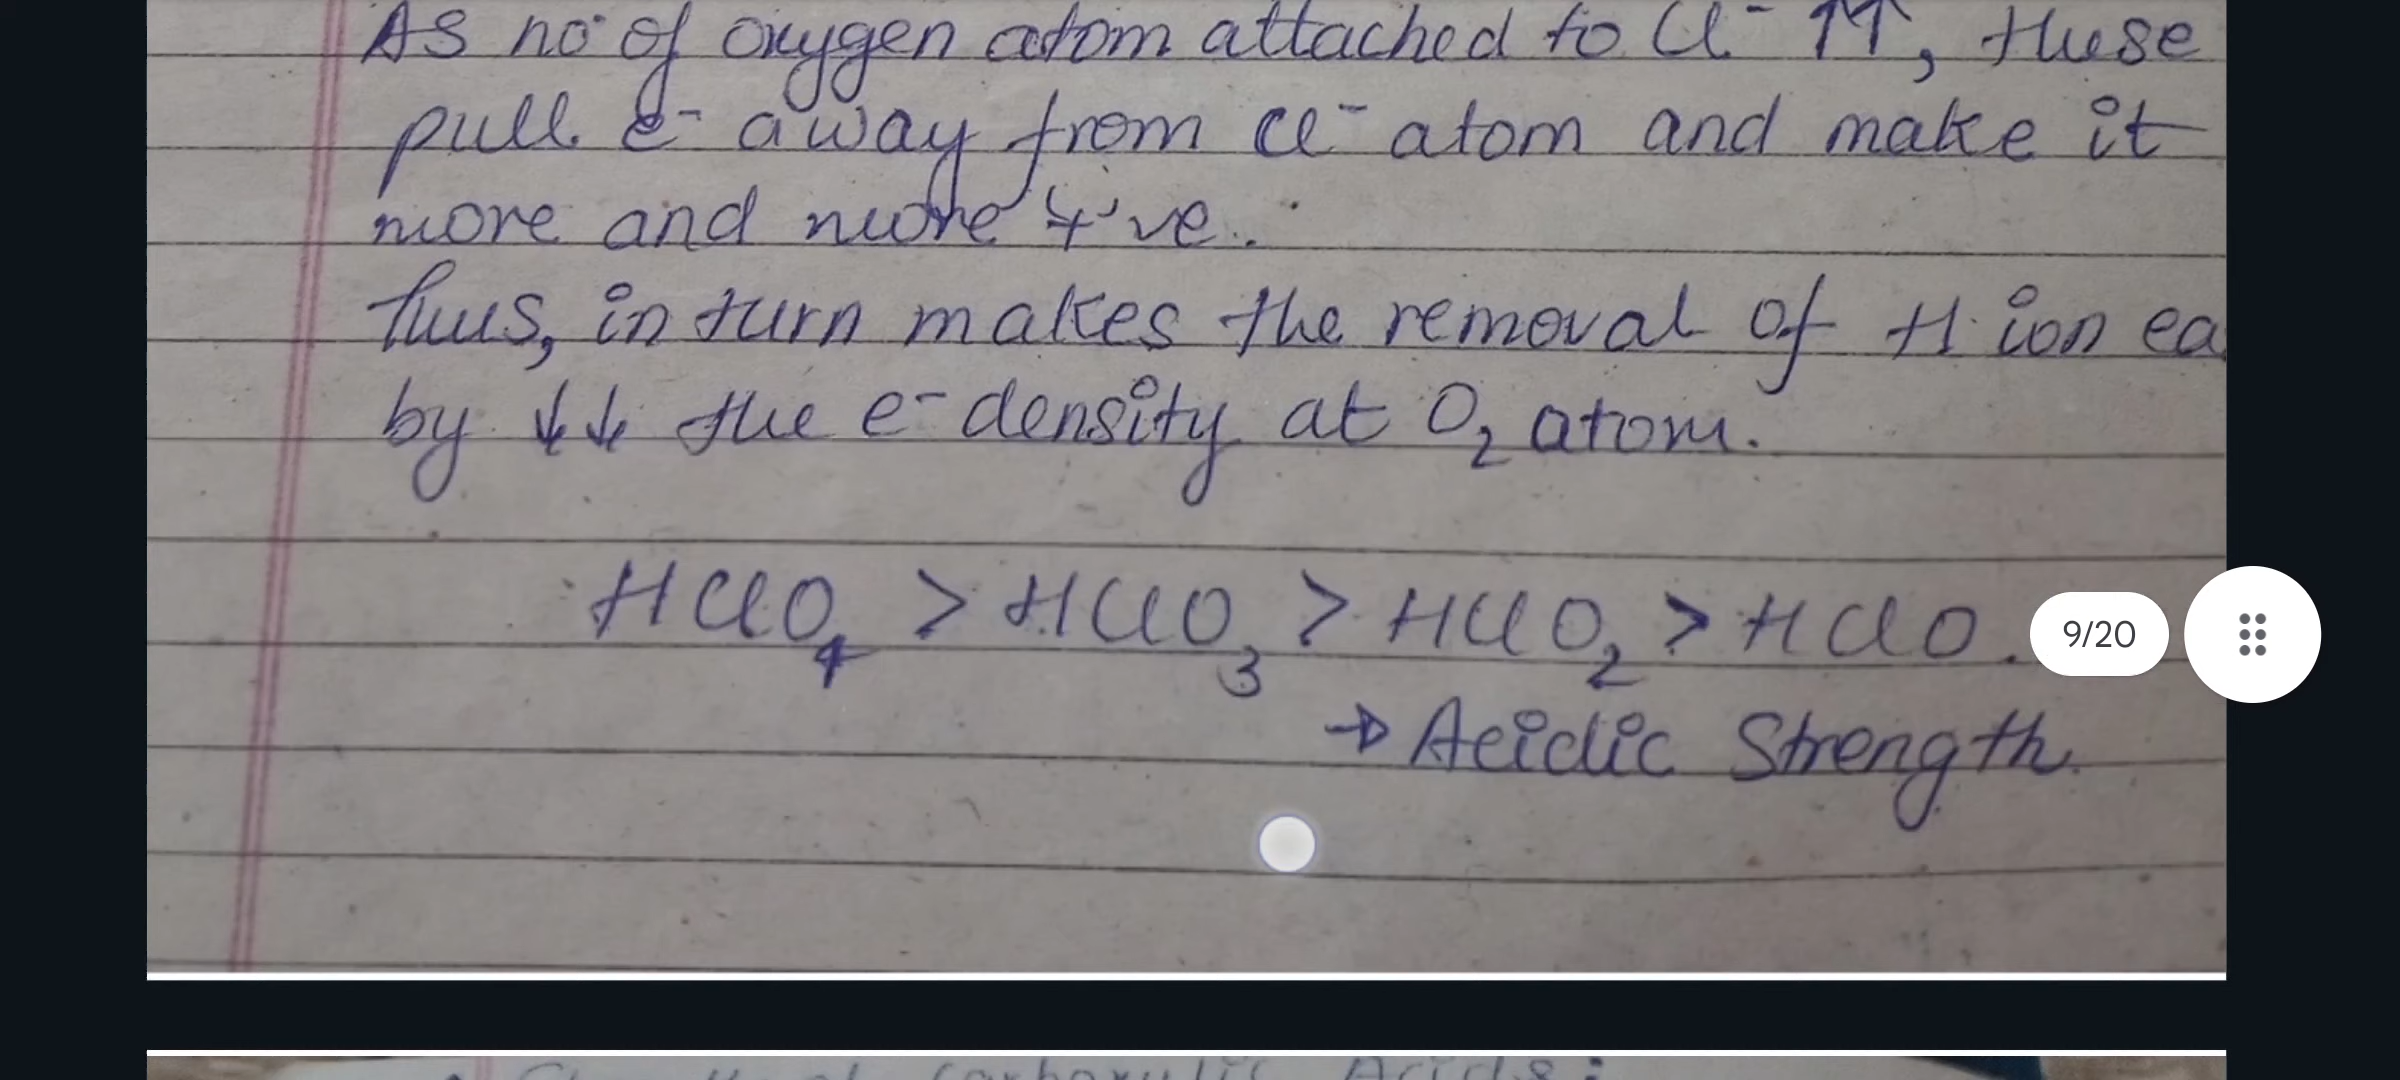 As no. of oxygen atom attached to Cl⁻ ↑↑, these
pull e⁻ away from Cl⁻ atom and make it
more and more +'ve.
Thus, in turn makes the removal of H ion ea
by ↓↓ the e⁻ density at O₂ atom.
HClO₄ > HClO₃ > HClO₂ > HClO.
9/20
→ Acidic Strength.
Carboxylic Acids: